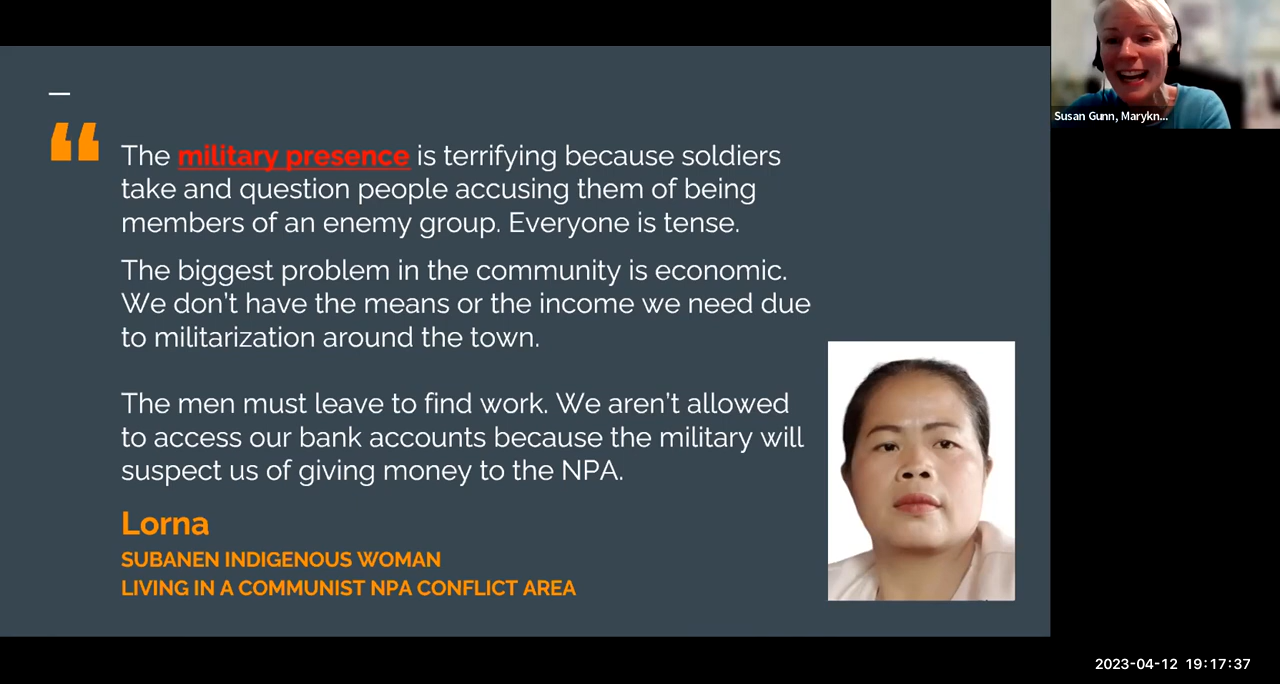 Susan Gunn, Marykn...
“
The military presence is terrifying because soldiers
take and question people accusing them of being
members of an enemy group. Everyone is tense.
The biggest problem in the community is economic.
We don’t have the means or the income we need due
to militarization around the town.
The men must leave to find work. We aren’t allowed
to access our bank accounts because the military will
suspect us of giving money to the NPA.
Lorna
SUBANEN INDIGENOUS WOMAN
LIVING IN A COMMUNIST NPA CONFLICT AREA
2023-04-12 19:17:37